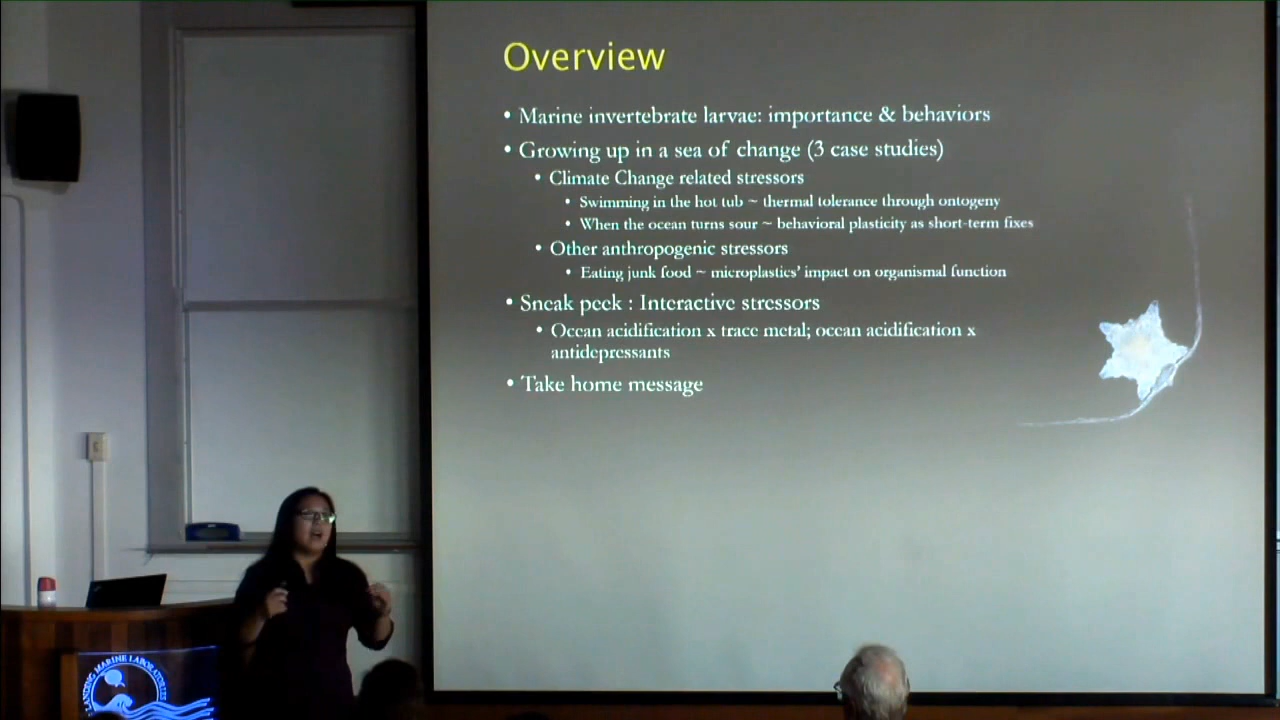 Overview
• Marine invertebrate larvae: importance & behaviors
• Growing up in a sea of change (3 case studies)
• Climate Change related stressors
• Swimming in the hot tub ~ thermal tolerance through ontogeny
• When the ocean turns sour ~ behavioral plasticity as short-term fixes
• Other anthropogenic stressors
• Eating junk food ~ microplastics' impact on organismal function
• Sneak peek : Interactive stressors
• Ocean acidification x trace metal; ocean acidification x
antidepressants
• Take home message
LANDING MARINE LABORATORIES